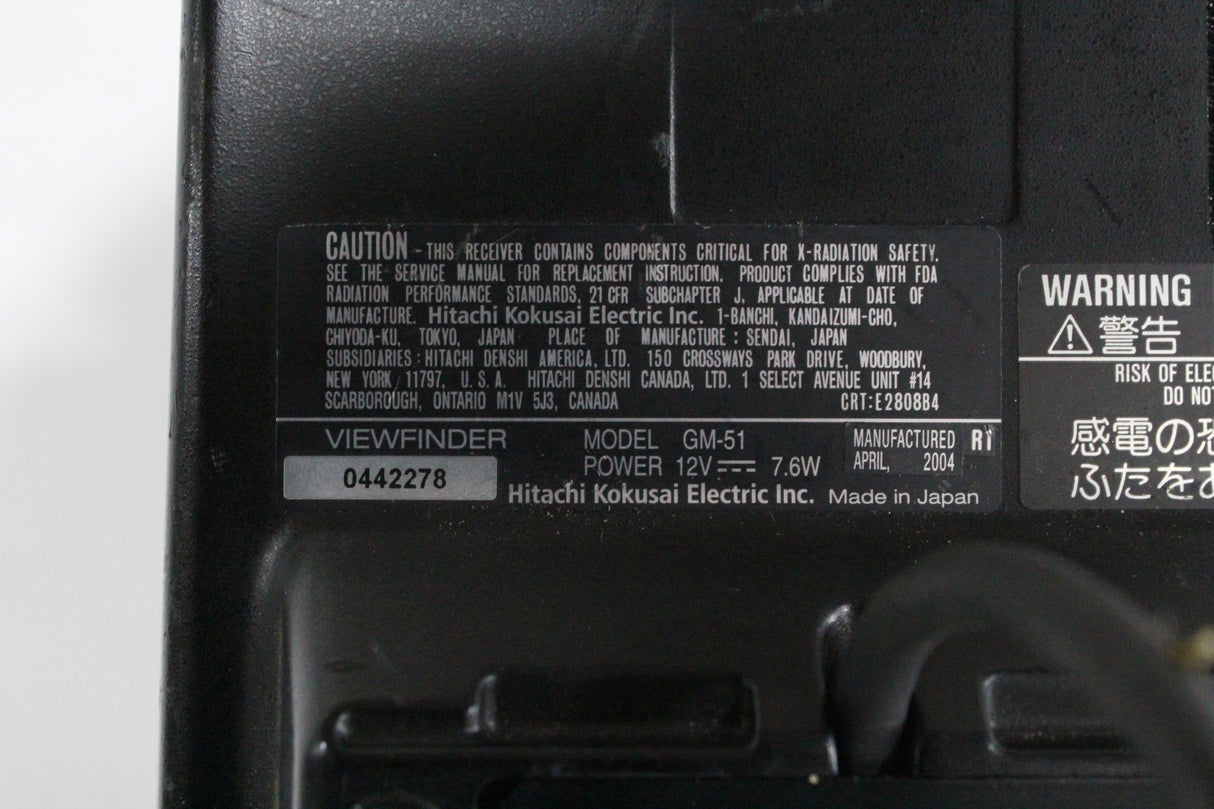 CAUTION - THIS RECEIVER CONTAINS COMPONENTS CRITICAL FOR X-RADIATION SAFETY.
SEE THE SERVICE MANUAL FOR REPLACEMENT INSTRUCTION. PRODUCT COMPLIES WITH FDA
RADIATION PERFORMANCE STANDARDS, 21 CFR SUBCHAPTER J, APPLICABLE AT DATE OF
MANUFACTURE. Hitachi Kokusai Electric Inc. 1-BANCHI, KANDAIZUMI-CHO,
CHIYODA-KU, TOKYO, JAPAN PLACE OF MANUFACTURE : SENDAI, JAPAN
SUBSIDIARIES : HITACHI DENSHI AMERICA, LTD. 150 CROSSWAYS PARK DRIVE, WOODBURY,
NEW YORK 11797, U. S. A. HITACHI DENSHI CANADA, LTD. 1 SELECT AVENUE UNIT #14
SCARBOROUGH, ONTARIO M1V 5J3, CANADA CRT:E2808B4
VIEWFINDER MODEL GM-51 MANUFACTURED R1
POWER 12V 7.6W APRIL, 2004
0442278
Hitachi Kokusai Electric Inc. Made in Japan
WARNING
警告
RISK OF
DO NOT
感電の恐
ふたをあ